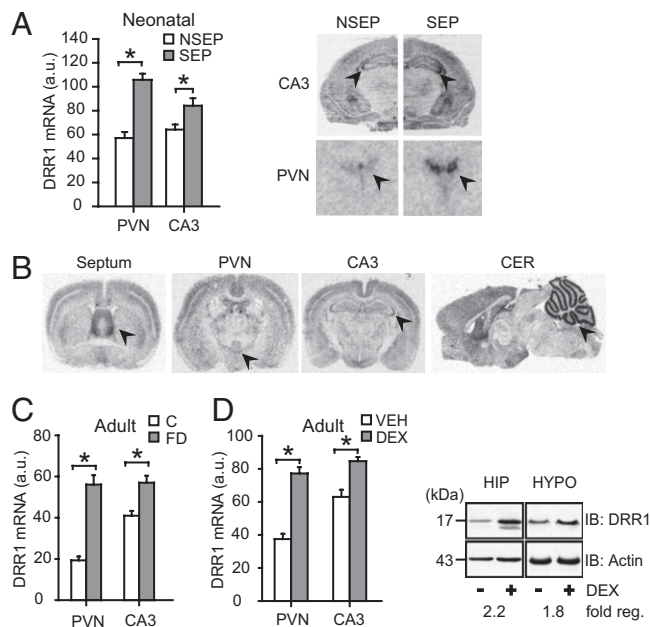 A
Neonatal
NSEP
SEP
DRR1 mRNA (a.u.)
140
120
100
80
60
40
20
0
*
*
PVN
CA3
NSEP
SEP
CA3
PVN
B
Septum
PVN
CA3
CER
C
Adult
C
FD
DRR1 mRNA (a.u.)
80
60
40
20
0
*
*
PVN
CA3
D
Adult
VEH
DEX
DRR1 mRNA (a.u.)
100
80
60
40
20
0
*
*
PVN
CA3
HIP
HYPO
(kDa)
17
IB: DRR1
43
IB: Actin
- + - + DEX
2.2 1.8 fold reg.